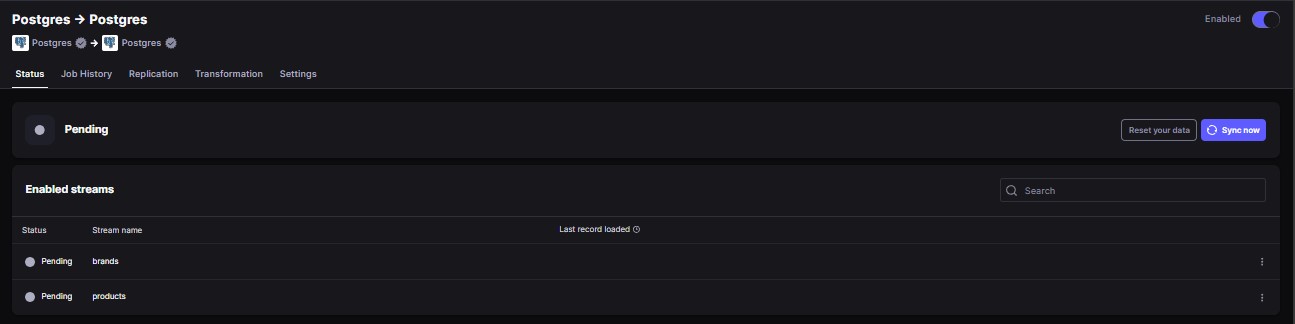 Postgres → Postgres
Enabled
Postgres → Postgres
Status Job History Replication Transformation Settings
Pending
Reset your data Sync now
Enabled streams
Search
Status Stream name Last record loaded
Pending brands
Pending products